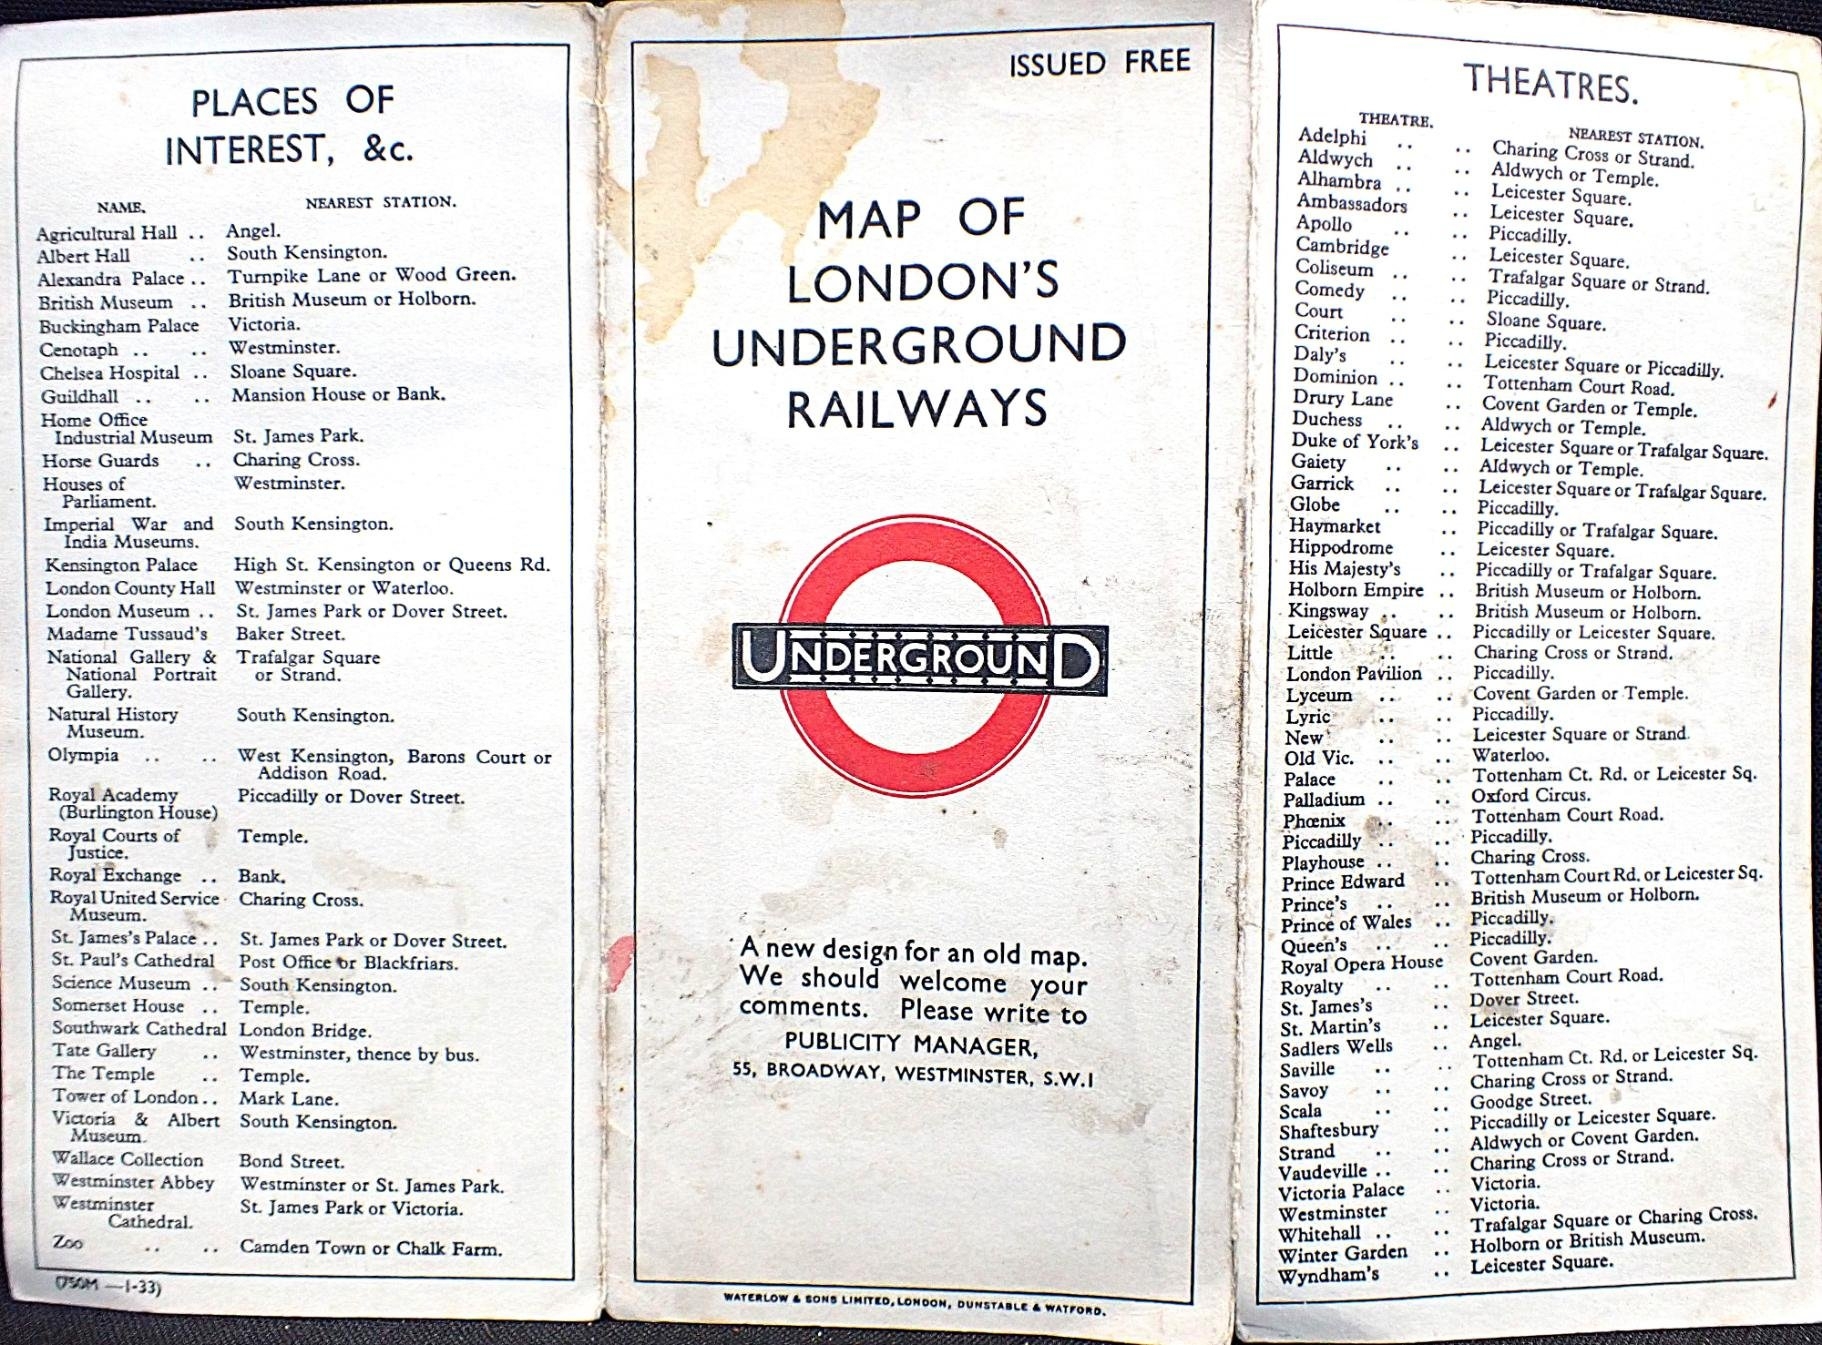 PLACES OF
INTEREST, &c.
NAME. NEAREST STATION.
Agricultural Hall .. Angel.
Albert Hall .. South Kensington.
Alexandra Palace .. Turnpike Lane or Wood Green.
British Museum .. British Museum or Holborn.
Buckingham Palace Victoria.
Cenotaph .. .. Westminster.
Chelsea Hospital .. Sloane Square.
Guildhall .. .. Mansion House or Bank.
Home Office
Industrial Museum St. James Park.
Horse Guards .. Charing Cross.
Houses of Westminster.
Parliament.
Imperial War and South Kensington.
India Museums.
Kensington Palace High St. Kensington or Queens Rd.
London County Hall Westminster or Waterloo.
London Museum .. St. James Park or Dover Street.
Madame Tussaud's Baker Street.
National Gallery & Trafalgar Square
National Portrait or Strand.
Gallery.
Natural History South Kensington.
Museum.
Olympia .. .. West Kensington, Barons Court or
Addison Road.
Royal Academy Piccadilly or Dover Street.
(Burlington House)
Royal Courts of Temple.
Justice.
Royal Exchange .. Bank.
Royal United Service Charing Cross.
Museum.
St. James's Palace .. St. James Park or Dover Street.
St. Paul's Cathedral Post Office or Blackfriars.
Science Museum .. South Kensington.
Somerset House .. Temple.
Southwark Cathedral London Bridge.
Tate Gallery .. Westminster, thence by bus.
The Temple .. Temple.
Tower of London .. Mark Lane.
Victoria & Albert South Kensington.
Museum.
Wallace Collection Bond Street.
Westminster Abbey Westminster or St. James Park.
Westminster St. James Park or Victoria.
Cathedral.
Zoo .. .. Camden Town or Chalk Farm.
(750M—1-33)
ISSUED FREE
MAP OF
LONDON'S
UNDERGROUND
RAILWAYS
UNDERGROUND
A new design for an old map.
We should welcome your
comments. Please write to
PUBLICITY MANAGER,
55, BROADWAY, WESTMINSTER, S.W.1
WATERLOW & SONS LIMITED, LONDON, DUNSTABLE & WATFORD.
THEATRES.
THEATRE. NEAREST STATION.
Adelphi .. .. Charing Cross or Strand.
Aldwych .. .. Aldwych or Temple.
Alhambra .. .. Leicester Square.
Ambassadors .. Leicester Square.
Apollo .. .. Piccadilly.
Cambridge .. Leicester Square.
Coliseum .. .. Trafalgar Square or Strand.
Comedy .. .. Piccadilly.
Court .. .. Sloane Square.
Criterion .. .. Piccadilly.
Daly's .. .. Leicester Square or Piccadilly.
Dominion .. .. Tottenham Court Road.
Drury Lane .. Covent Garden or Temple.
Duchess .. .. Aldwych or Temple.
Duke of York's .. Leicester Square or Trafalgar Square.
Gaiety .. .. Aldwych or Temple.
Garrick .. .. Leicester Square or Trafalgar Square.
Globe .. .. Piccadilly.
Haymarket .. Piccadilly or Trafalgar Square.
Hippodrome .. Leicester Square.
His Majesty's .. Piccadilly or Trafalgar Square.
Holborn Empire .. British Museum or Holborn.
Kingsway .. .. British Museum or Holborn.
Leicester Square .. Piccadilly or Leicester Square.
Little .. .. Charing Cross or Strand.
London Pavilion .. Piccadilly.
Lyceum .. .. Covent Garden or Temple.
Lyric .. .. Piccadilly.
New .. .. Leicester Square or Strand.
Old Vic. .. .. Waterloo.
Palace .. .. Tottenham Ct. Rd. or Leicester Sq.
Palladium .. .. Oxford Circus.
Phœnix .. .. Tottenham Court Road.
Piccadilly .. .. Piccadilly.
Playhouse .. .. Charing Cross.
Prince Edward .. Tottenham Court Rd. or Leicester Sq.
Prince's .. .. British Museum or Holborn.
Prince of Wales .. Piccadilly.
Queen's .. .. Piccadilly.
Royal Opera House Covent Garden.
Royalty .. .. Tottenham Court Road.
St. James's .. Dover Street.
St. Martin's .. Leicester Square.
Sadlers Wells .. Angel.
Saville .. .. Tottenham Ct. Rd. or Leicester Sq.
Savoy .. .. Charing Cross or Strand.
Scala .. .. Goodge Street.
Shaftesbury .. Piccadilly or Leicester Square.
Strand .. .. Aldwych or Covent Garden.
Vaudeville .. .. Charing Cross or Strand.
Victoria Palace .. Victoria.
Westminster .. Victoria.
Whitehall .. .. Trafalgar Square or Charing Cross.
Winter Garden .. Holborn or British Museum.
Wyndham's .. Leicester Square.